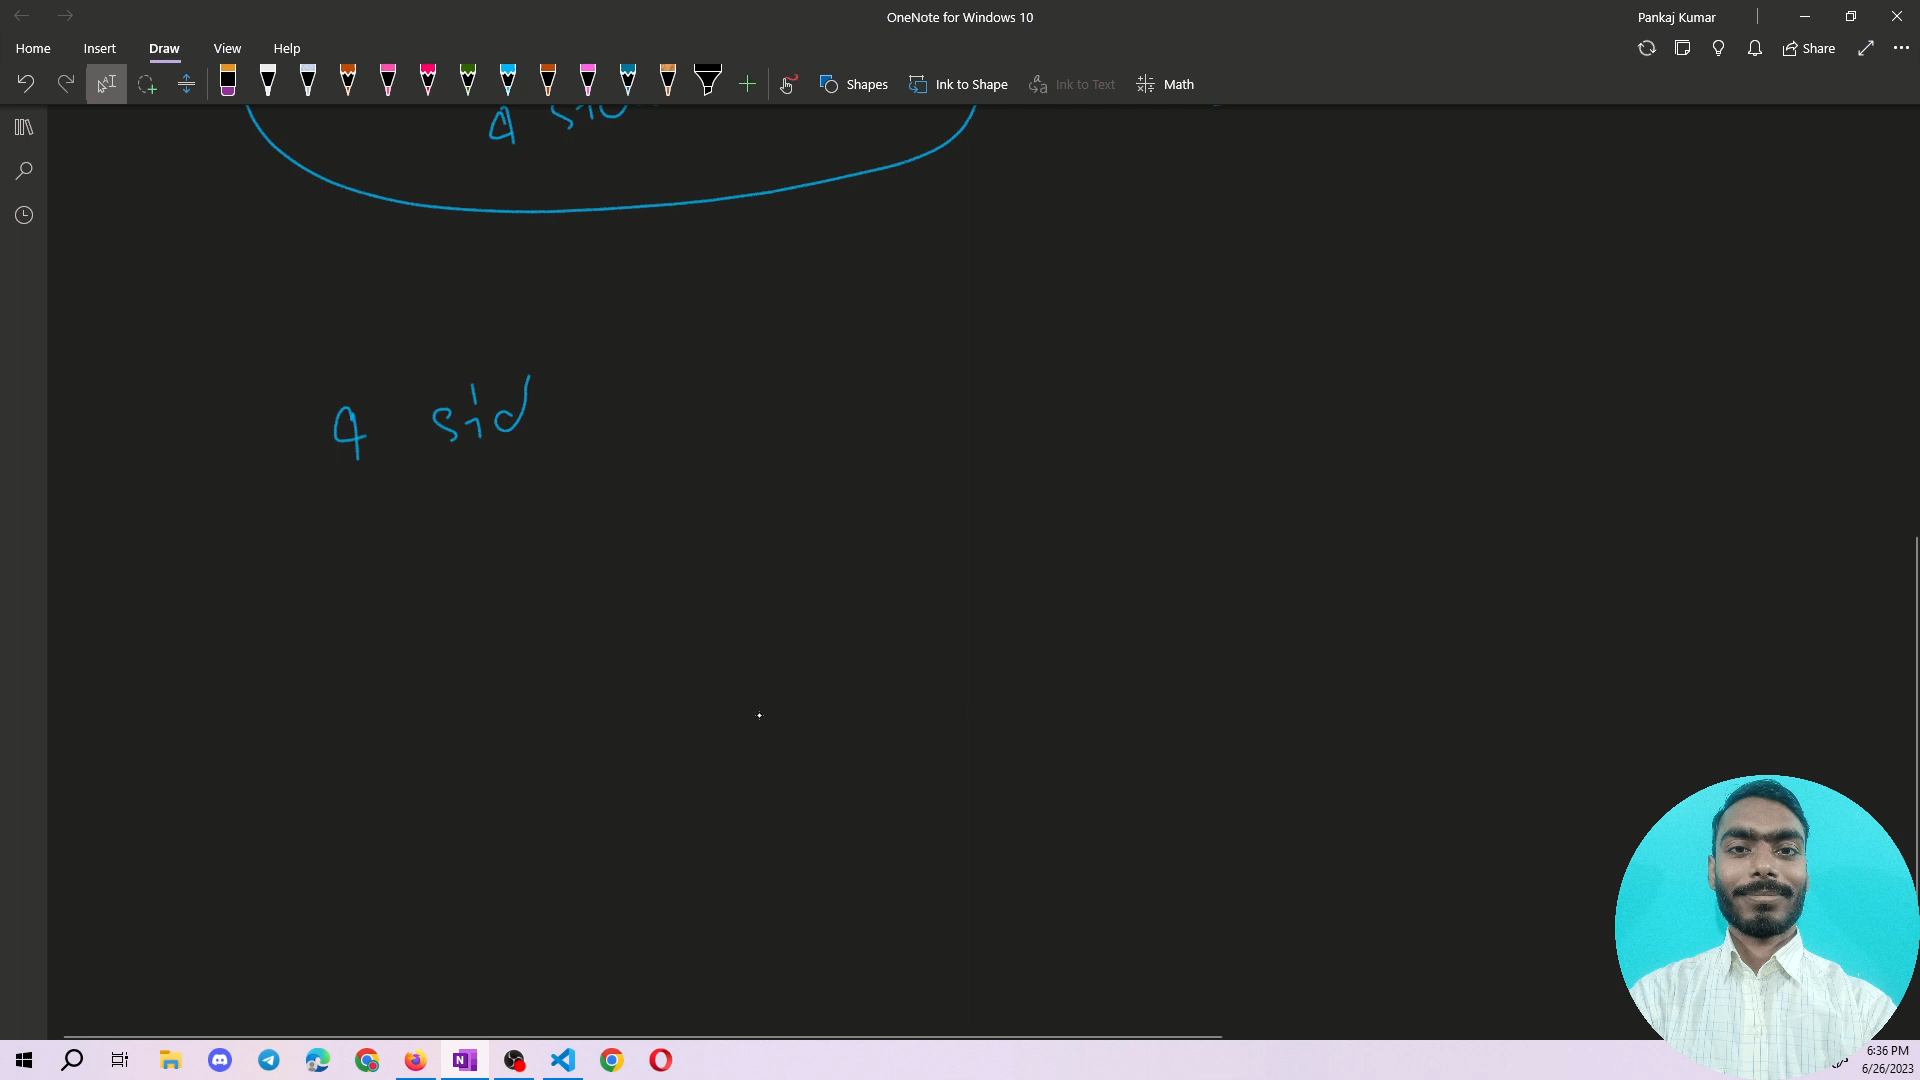 OneNote for Windows 10
Pankaj Kumar
Home Insert Draw View Help
Share
Shapes Ink to Shape Ink to Text Math
4
4 sid
6:36 PM
6/26/2023